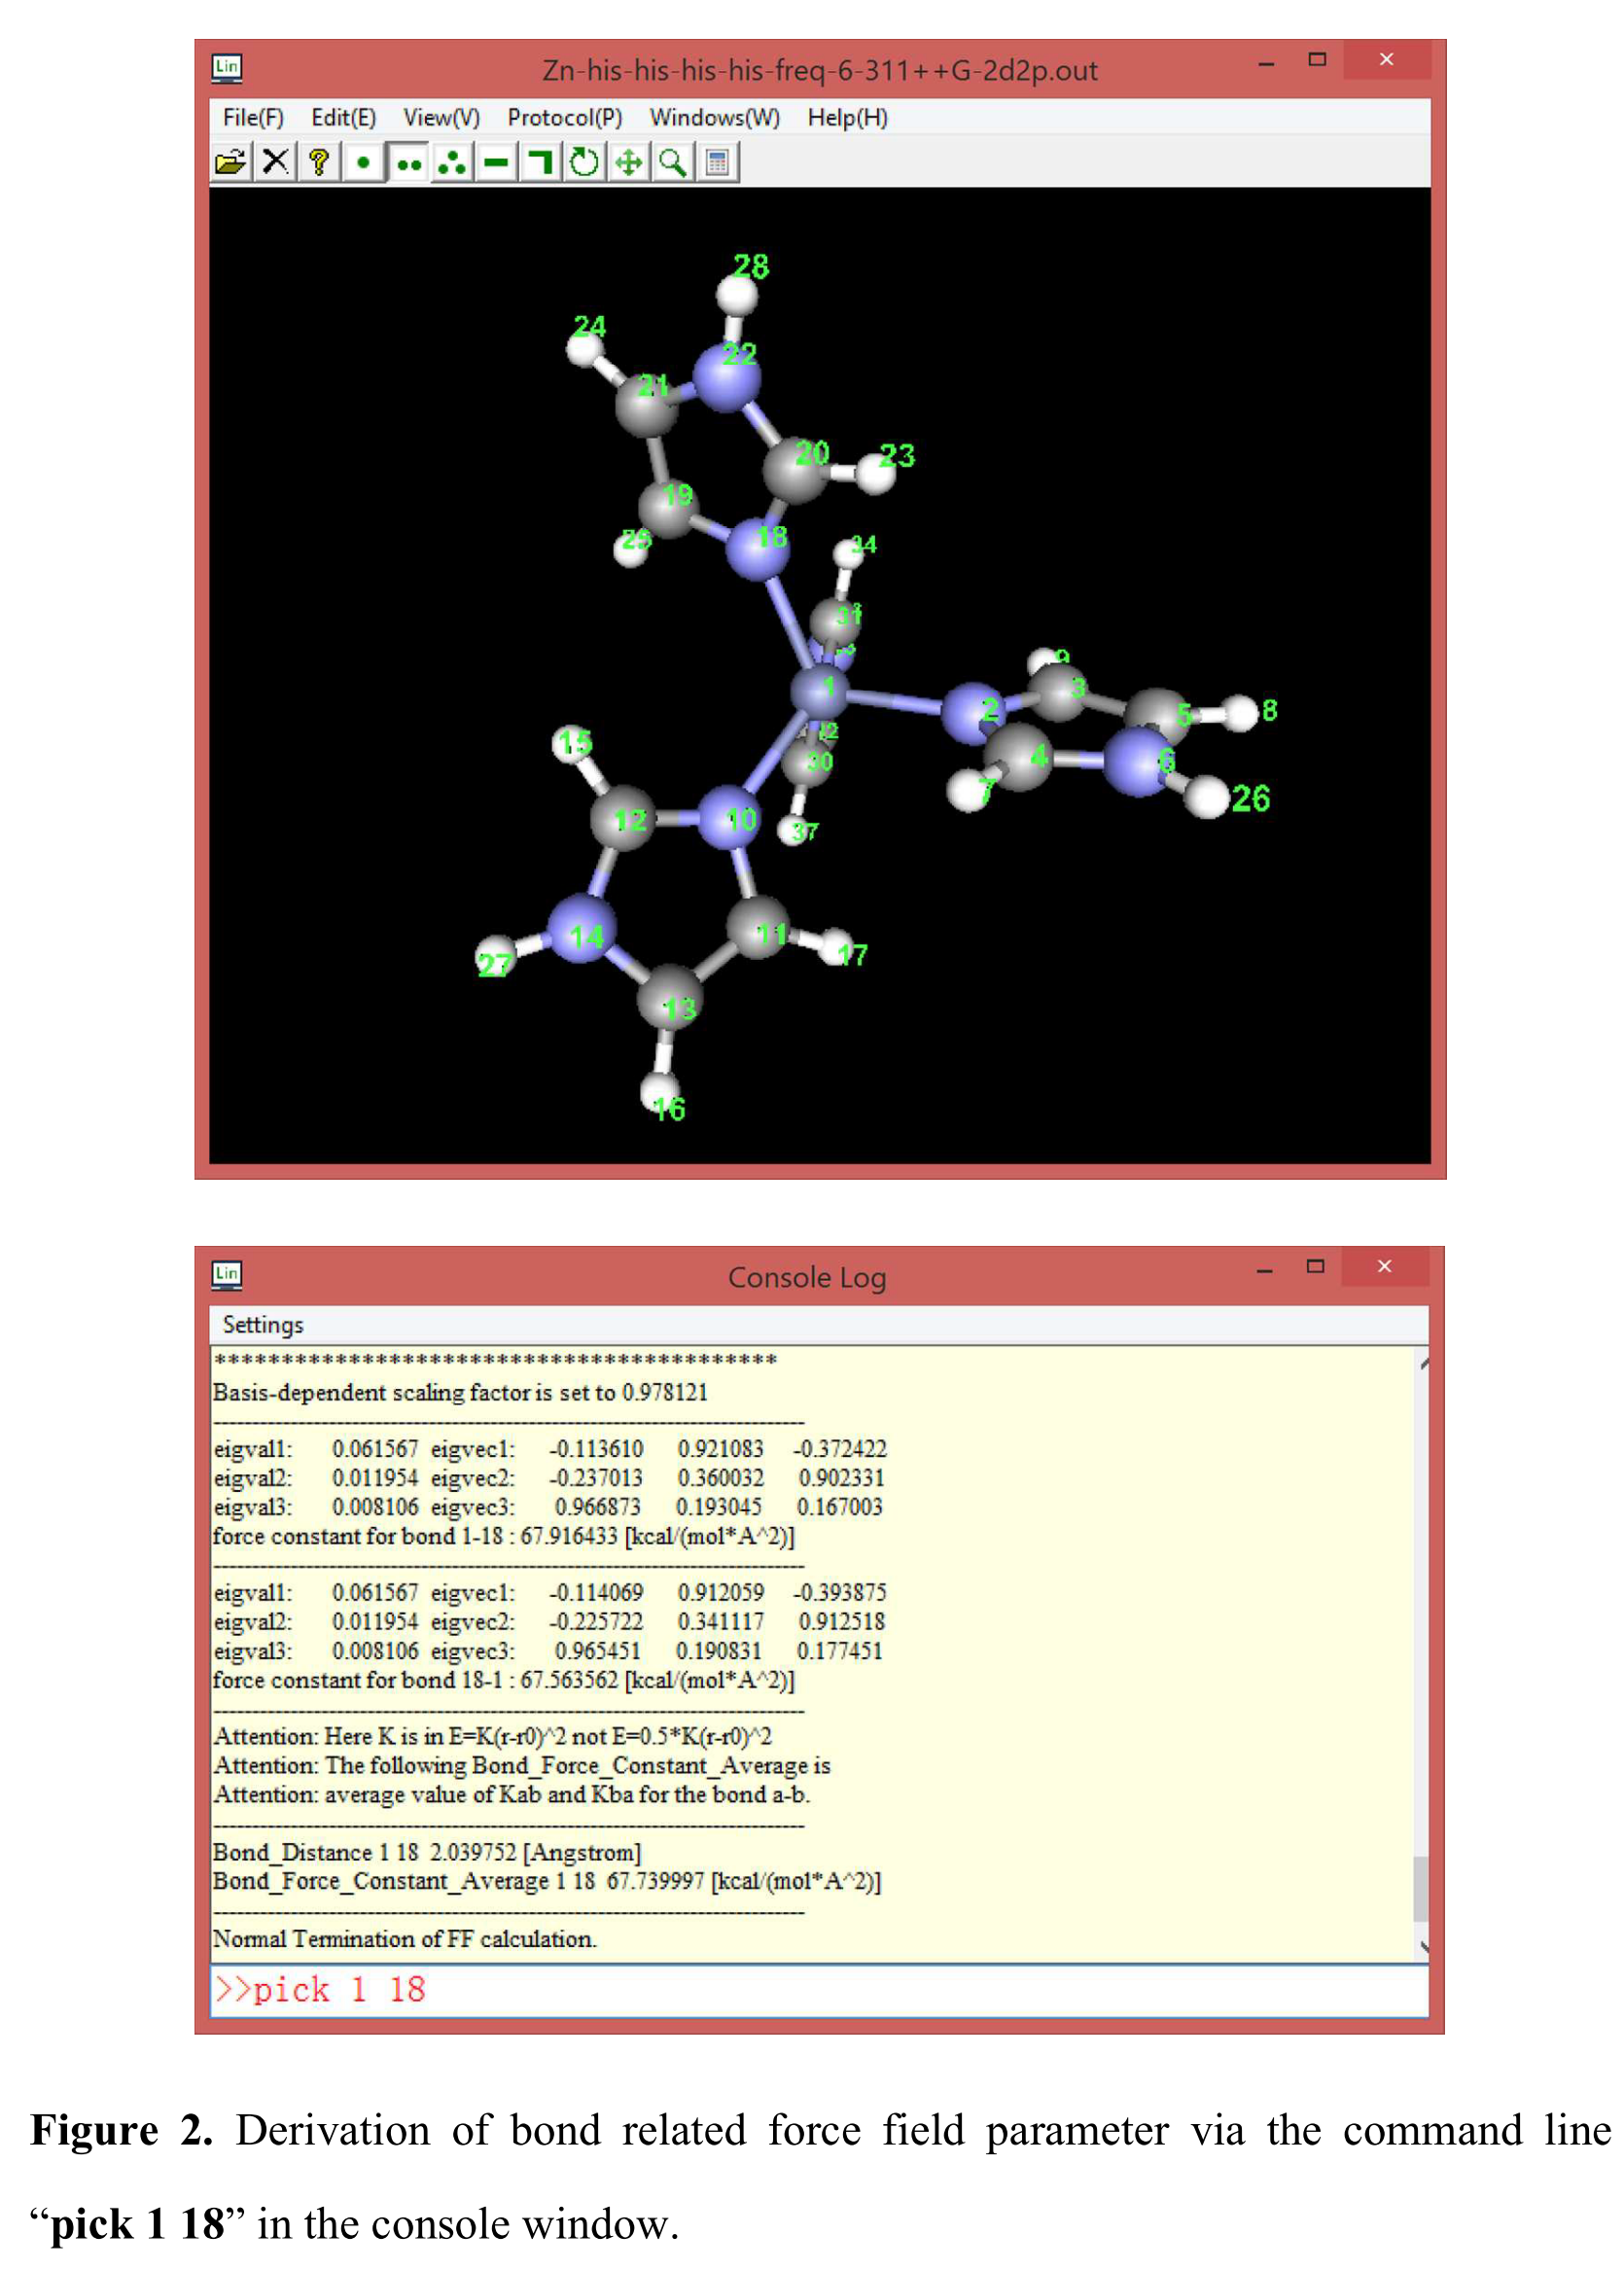 Lin
Zn-his-his-his-his-freq-6-311++G-2d2p.out
File(F) Edit(E) View(V) Protocol(P) Windows(W) Help(H)
28
24
22
21
20 23
19
18
25
34
31
1
9
3
2
5 8
15
4
6
30
7
26
12
10
37
14
11
17
27
13
16
Lin
Console Log
Settings
******************************************
Basis-dependent scaling factor is set to 0.978121
eigval1: 0.061567 eigvec1: -0.113610 0.921083 -0.372422
eigval2: 0.011954 eigvec2: -0.237013 0.360032 0.902331
eigval3: 0.008106 eigvec3: 0.966873 0.193045 0.167003
force constant for bond 1-18 : 67.916433 [kcal/(mol*A^2)]
eigval1: 0.061567 eigvec1: -0.114069 0.912059 -0.393875
eigval2: 0.011954 eigvec2: -0.225722 0.341117 0.912518
eigval3: 0.008106 eigvec3: 0.965451 0.190831 0.177451
force constant for bond 18-1 : 67.563562 [kcal/(mol*A^2)]
Attention: Here K is in E=K(r-r0)^2 not E=0.5*K(r-r0)^2
Attention: The following Bond_Force_Constant_Average is
Attention: average value of Kab and Kba for the bond a-b.
Bond_Distance 1 18 2.039752 [Angstrom]
Bond_Force_Constant_Average 1 18 67.739997 [kcal/(mol*A^2)]
Normal Termination of FF calculation.
>>pick 1 18
Figure 2. Derivation of bond related force field parameter via the command line
“pick 1 18” in the console window.